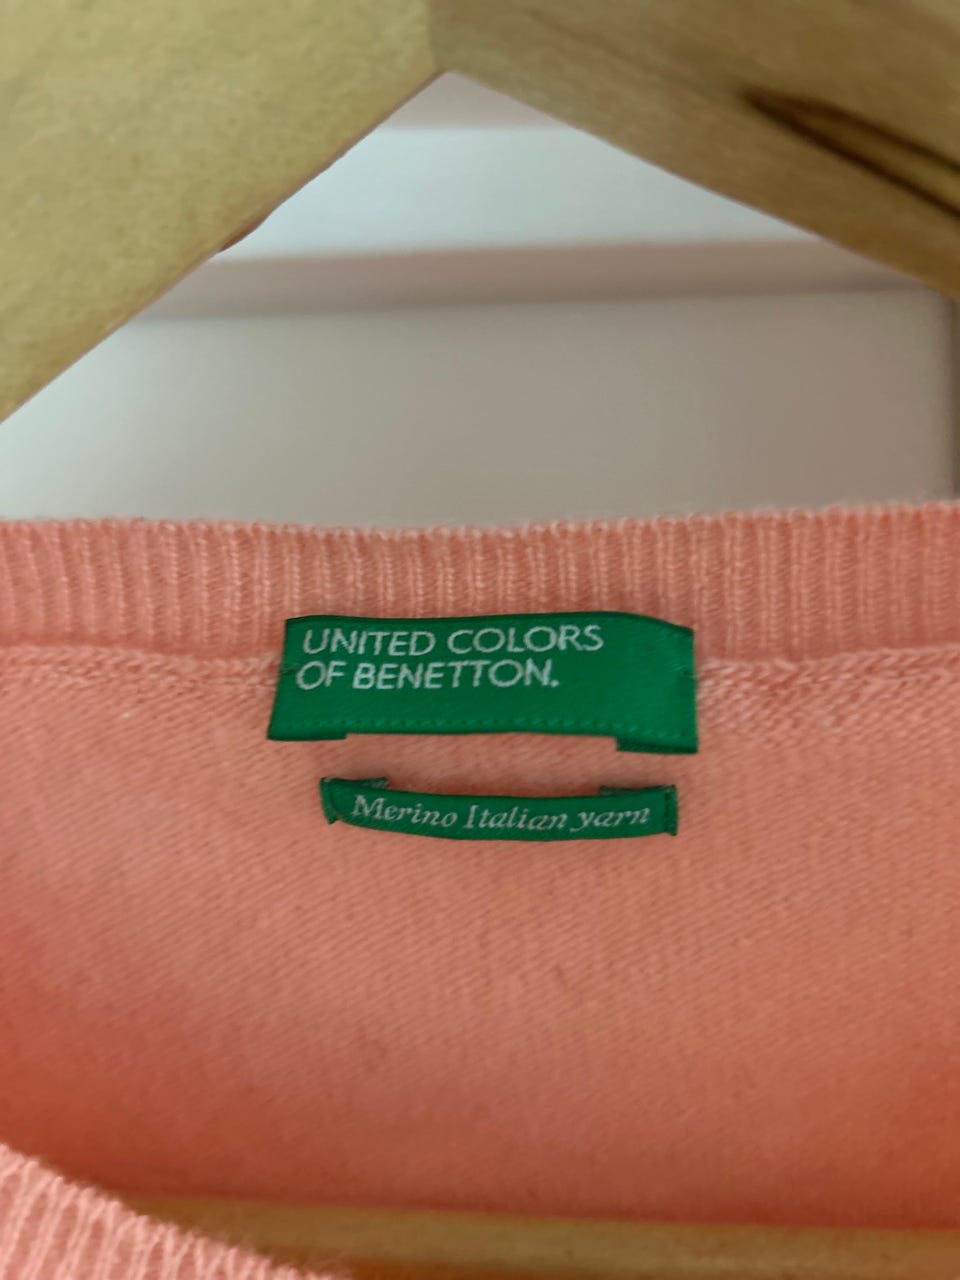 UNITED COLORS
OF BENETTON.
Merino Italian yarn